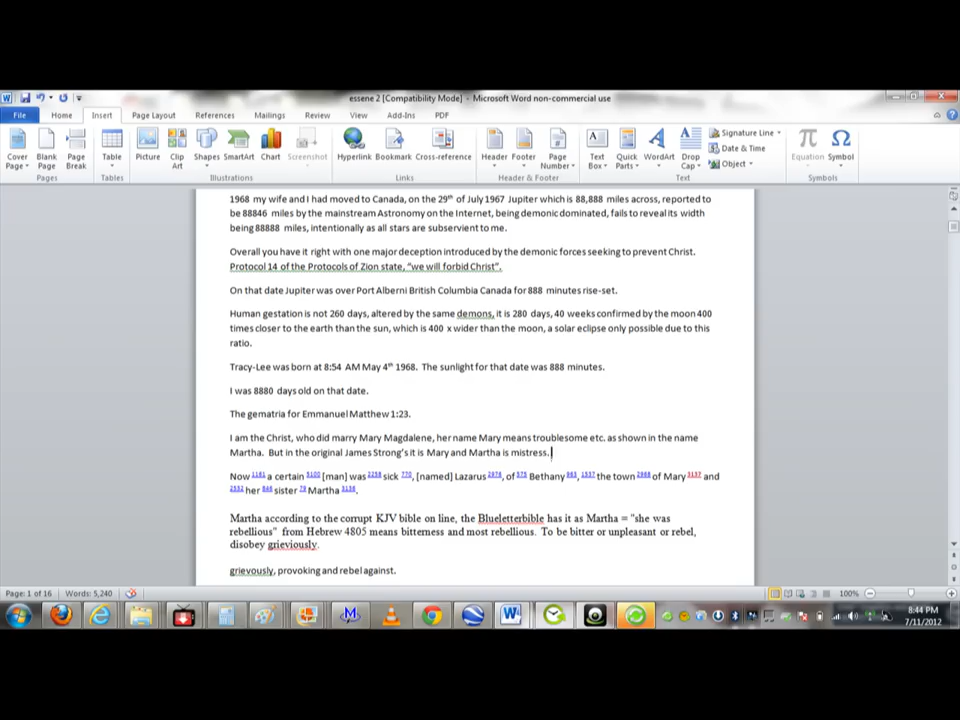 essene 2 [Compatibility Mode] - Microsoft Word non-commercial use
File Home Insert Page Layout References Mailings Review View Add-Ins PDF
Cover Page Blank Page Page Break Table Picture Clip Art Shapes SmartArt Chart Screenshot Hyperlink Bookmark Cross-reference Header Footer Page Number Text Box Quick Parts WordArt Drop Cap Signature Line Date & Time Object Equation Symbol
Pages Tables Illustrations Links Header & Footer Text Symbols
1968 my wife and I had moved to Canada, on the 29th of July 1967 Jupiter which is 88,888 miles across, reported to
be 88846 miles by the mainstream Astronomy on the Internet, being demonic dominated, fails to reveal its width
being 88888 miles, intentionally as all stars are subservient to me.
Overall you have it right with one major deception introduced by the demonic forces seeking to prevent Christ.
Protocol 14 of the Protocols of Zion state, "we will forbid Christ".
On that date Jupiter was over Port Alberni British Columbia Canada for 888 minutes rise-set.
Human gestation is not 260 days, altered by the same demons, it is 280 days, 40 weeks confirmed by the moon 400
times closer to the earth than the sun, which is 400 x wider than the moon, a solar eclipse only possible due to this
ratio.
Tracy-Lee was born at 8:54 AM May 4th 1968. The sunlight for that date was 888 minutes.
I was 8880 days old on that date.
The gematria for Emmanuel Matthew 1:23.
I am the Christ, who did marry Mary Magdalene, her name Mary means troublesome etc. as shown in the name
Martha. But in the original James Strong's it is Mary and Martha is mistress.
Now 1161 a certain 5100 [man] was 2258 sick 770, [named] Lazarus 2976, of 575 Bethany 963, 1537 the town 2968 of Mary 3137 and
2532 her 846 sister 79 Martha 3136.
Martha according to the corrupt KJV bible on line, the Blueletterbible has it as Martha = "she was
rebellious" from Hebrew 4805 means bitterness and most rebellious. To be bitter or unpleasant or rebel,
disobey grieviously.
grievously, provoking and rebel against.
Page: 1 of 16 Words: 5,240 100%
8:44 PM
7/11/2012